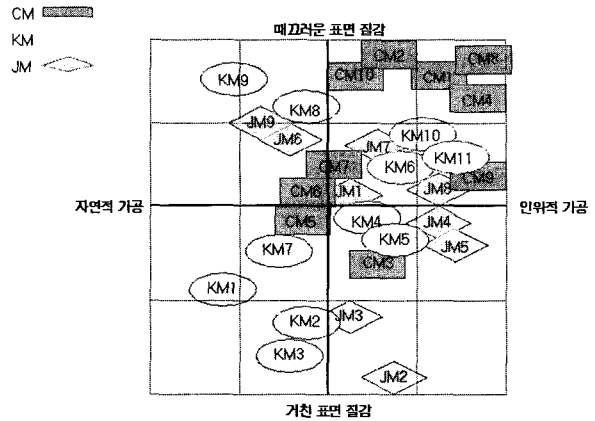 CM
KM
JM
매끄러운 표면 질감
CM2
CM8
CM10
CM1
KM9
CM4
KM8
JM9
KM10
JM6
JM7
KM11
CM7
KM6
CM9
CM6
JM1
JM8
자연적 가공
인위적 가공
CM5
KM4
JM4
KM5
JM5
KM7
CM3
KM1
KM2
JM3
KM3
JM2
거친 표면 질감